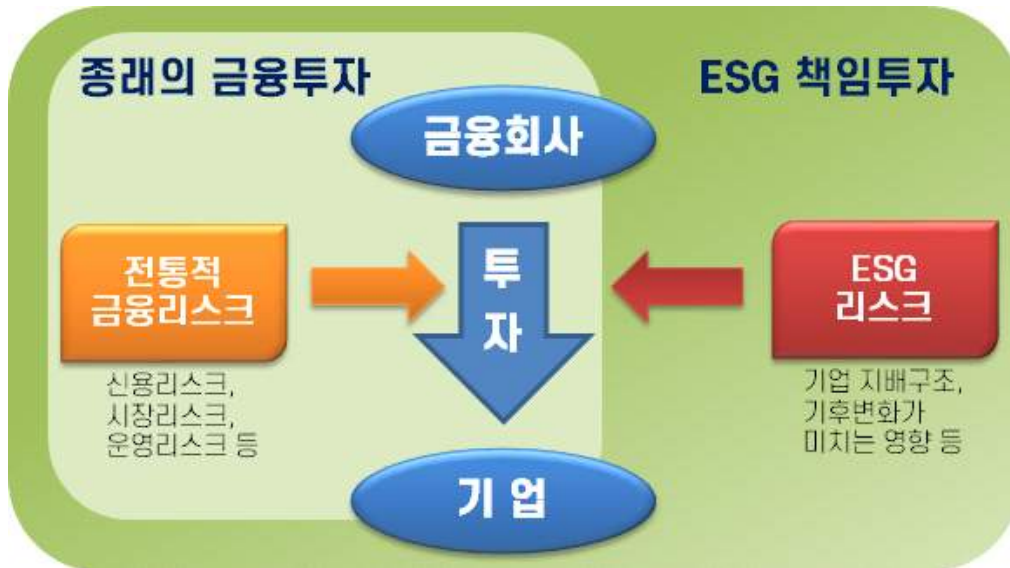 종래의 금융투자
ESG 책임투자
금융회사
전통적
금융리스크
신용리스크,
시장리스크,
운영리스크 등
투
자
ESG
리스크
기업 지배구조,
기후변화가
미치는 영향 등
기 업